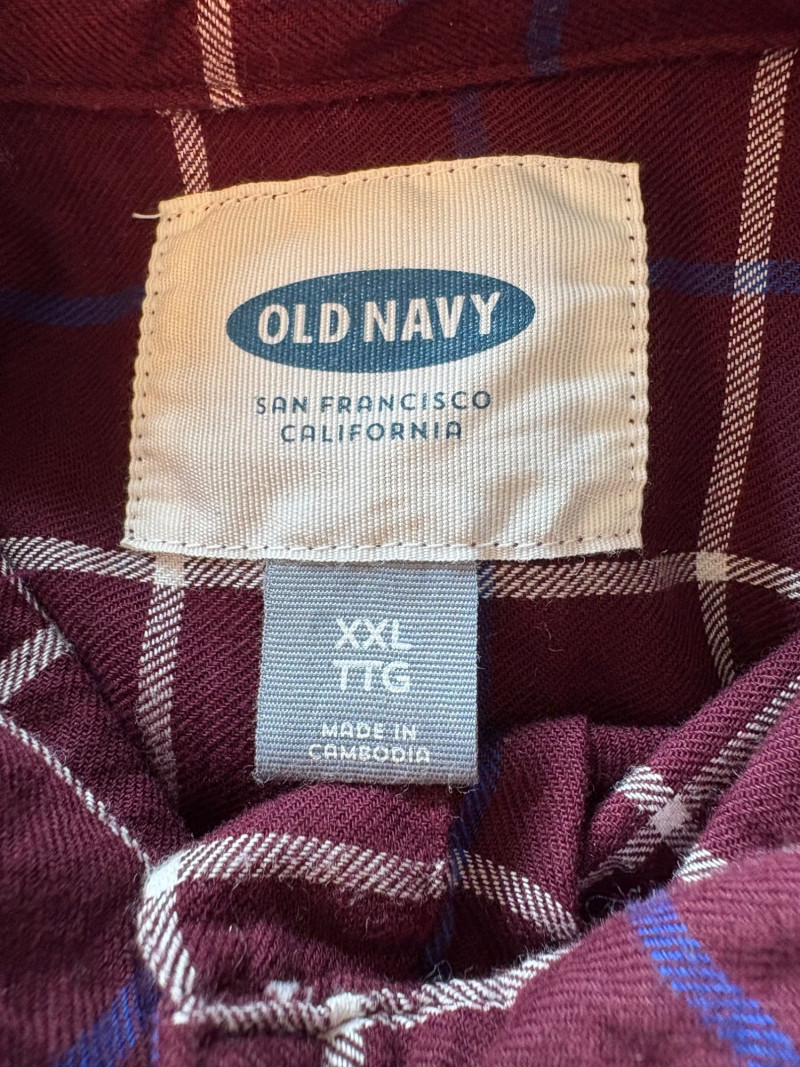 OLD NAVY
SAN FRANCISCO
CALIFORNIA
XXL
TTG
MADE IN
CAMBODIA